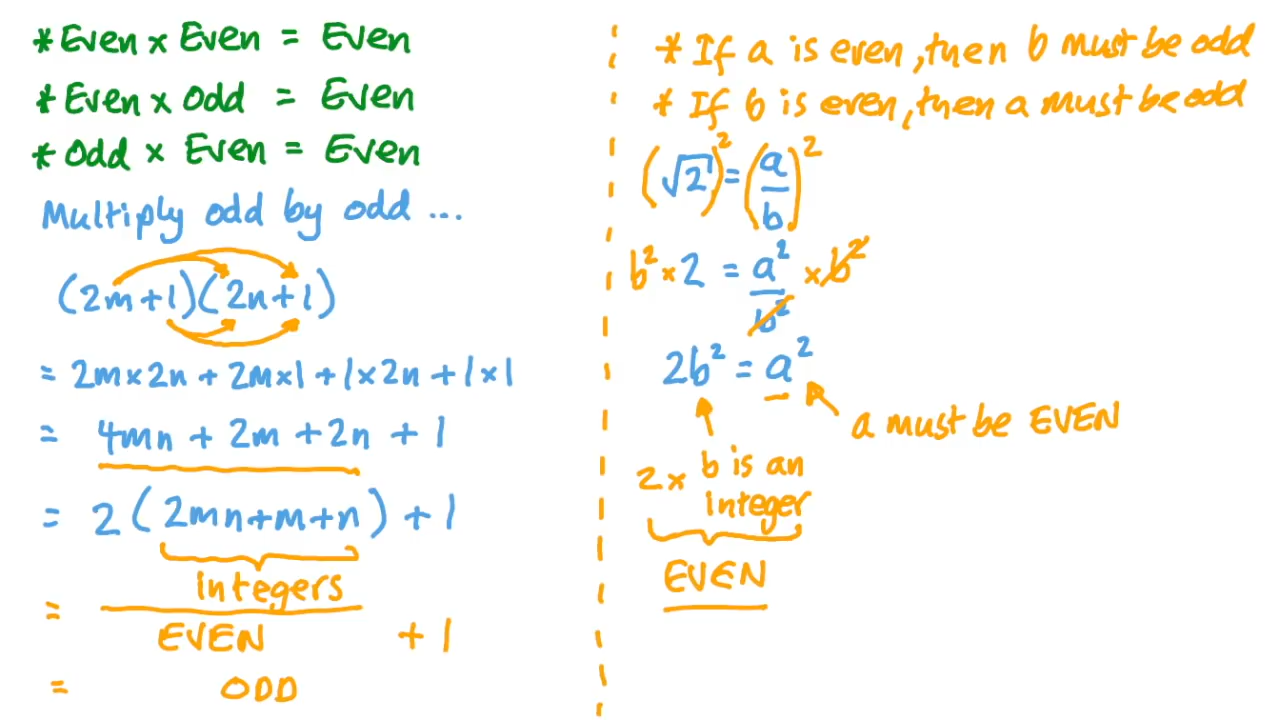 * Even x Even = Even
* Even x Odd = Even
* Odd x Even = Even
Multiply odd by odd ...
(2m+1)(2n+1)
= 2m×2n + 2m×1 + 1×2n + 1×1
= 4mn + 2m + 2n + 1
= 2(2mn+m+n) + 1
integers
= EVEN + 1
= ODD
* If a is even, then b must be odd
* If b is even, then a must be odd
(√2)² = (a/b)²
b² × 2 = a²/b² × b²
2b² = a²
a must be EVEN
2 × b is an
integer
EVEN